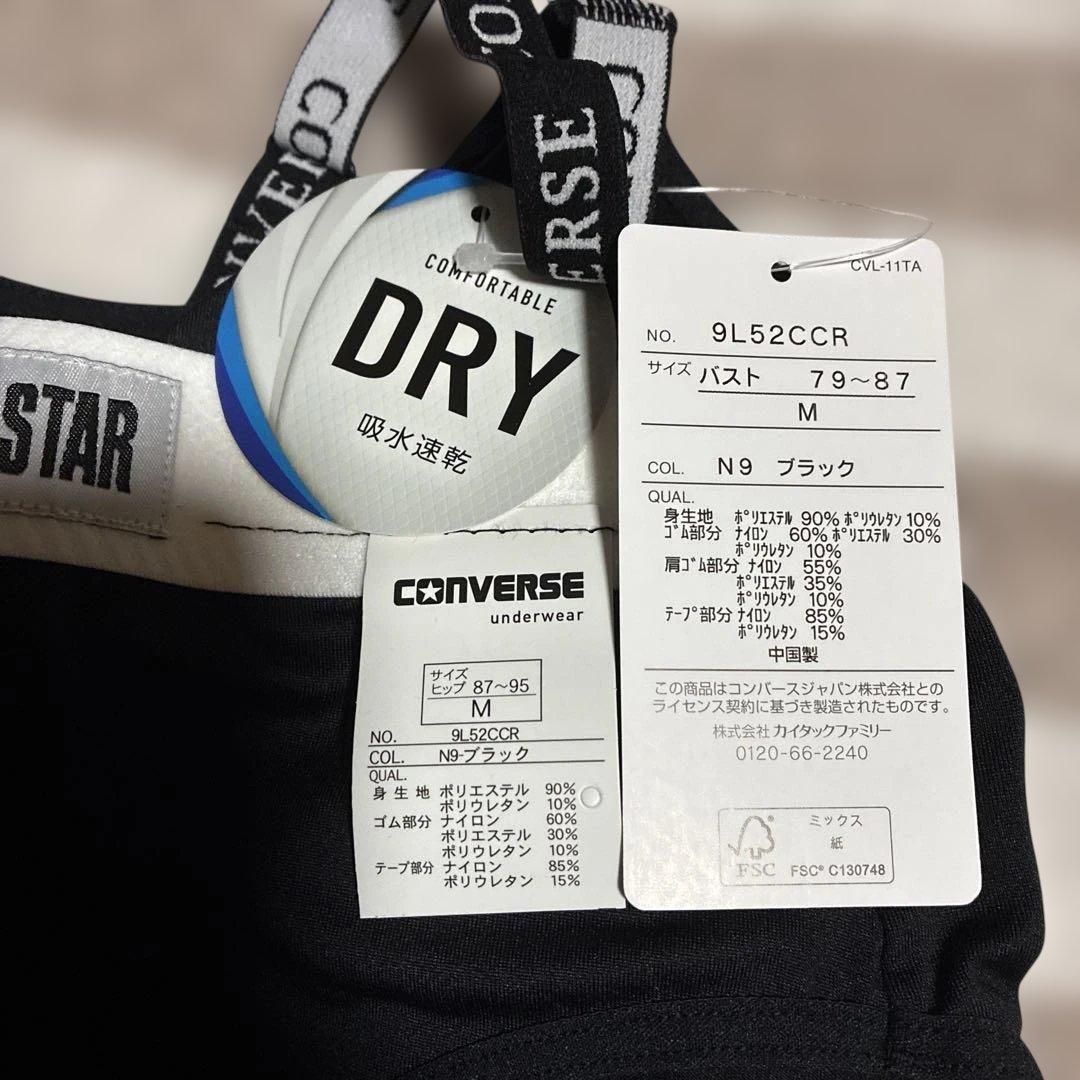 CONVE
CO
ERSE
CO
NVE
STAR
COMFORTABLE
DRY
吸水速乾
CONVERSE
underwear
サイズ
ヒップ 87～95
M
NO. 9L52CCR
COL. N9-ブラック
QUAL.
身生地 ポリエステル 90%
ポリウレタン 10%
ゴム部分 ナイロン 60%
ポリエステル 30%
ポリウレタン 10%
テープ部分 ナイロン 85%
ポリウレタン 15%
CVL-11TA
NO. 9L52CCR
サイズ バスト 79～87
M
COL. N9 ブラック
QUAL.
身生地 ﾎﾟﾘｴｽﾃﾙ 90% ﾎﾟﾘｳﾚﾀﾝ 10%
ｺﾞﾑ部分 ﾅｲﾛﾝ 60% ﾎﾟﾘｴｽﾃﾙ 30%
ﾎﾟﾘｳﾚﾀﾝ 10%
肩ｺﾞﾑ部分 ﾅｲﾛﾝ 55%
ﾎﾟﾘｴｽﾃﾙ 35%
ﾎﾟﾘｳﾚﾀﾝ 10%
ﾃｰﾌﾟ部分 ﾅｲﾛﾝ 85%
ﾎﾟﾘｳﾚﾀﾝ 15%
中国製
この商品はコンバースジャパン株式会社との
ライセンス契約に基づき製造されたものです。
株式会社 カイタックファミリー
0120-66-2240
FSC
ミックス
紙
FSC® C130748